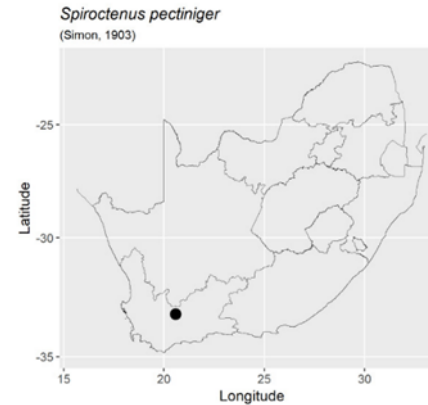 Spiroctenus pectiniger
(Simon, 1903)
-25-
-30-
-35-
Latitude
15
20
25
30
Longitude